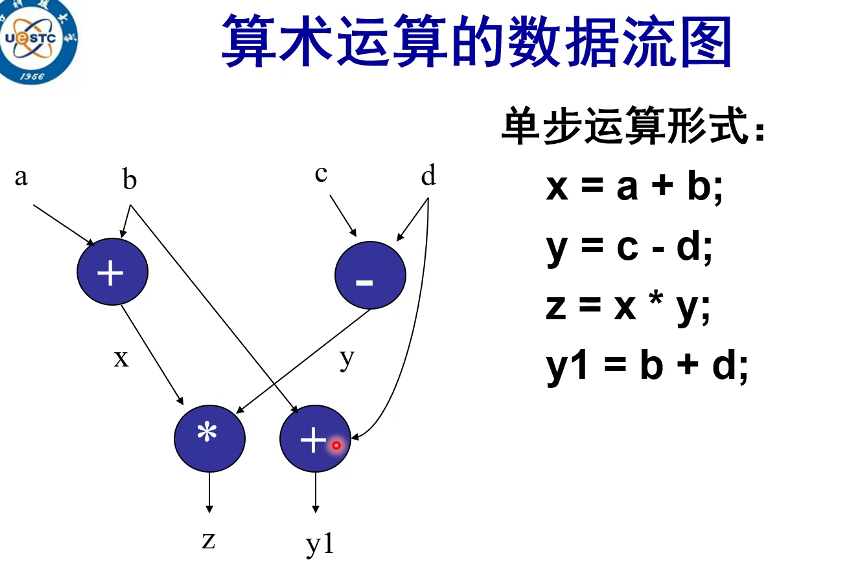 UeSTC
1956
算术运算的数据流图
单步运算形式：
x = a + b;
y = c - d;
z = x * y;
y1 = b + d;
a
b
c
d
+
-
x
y
*
+
z
y1